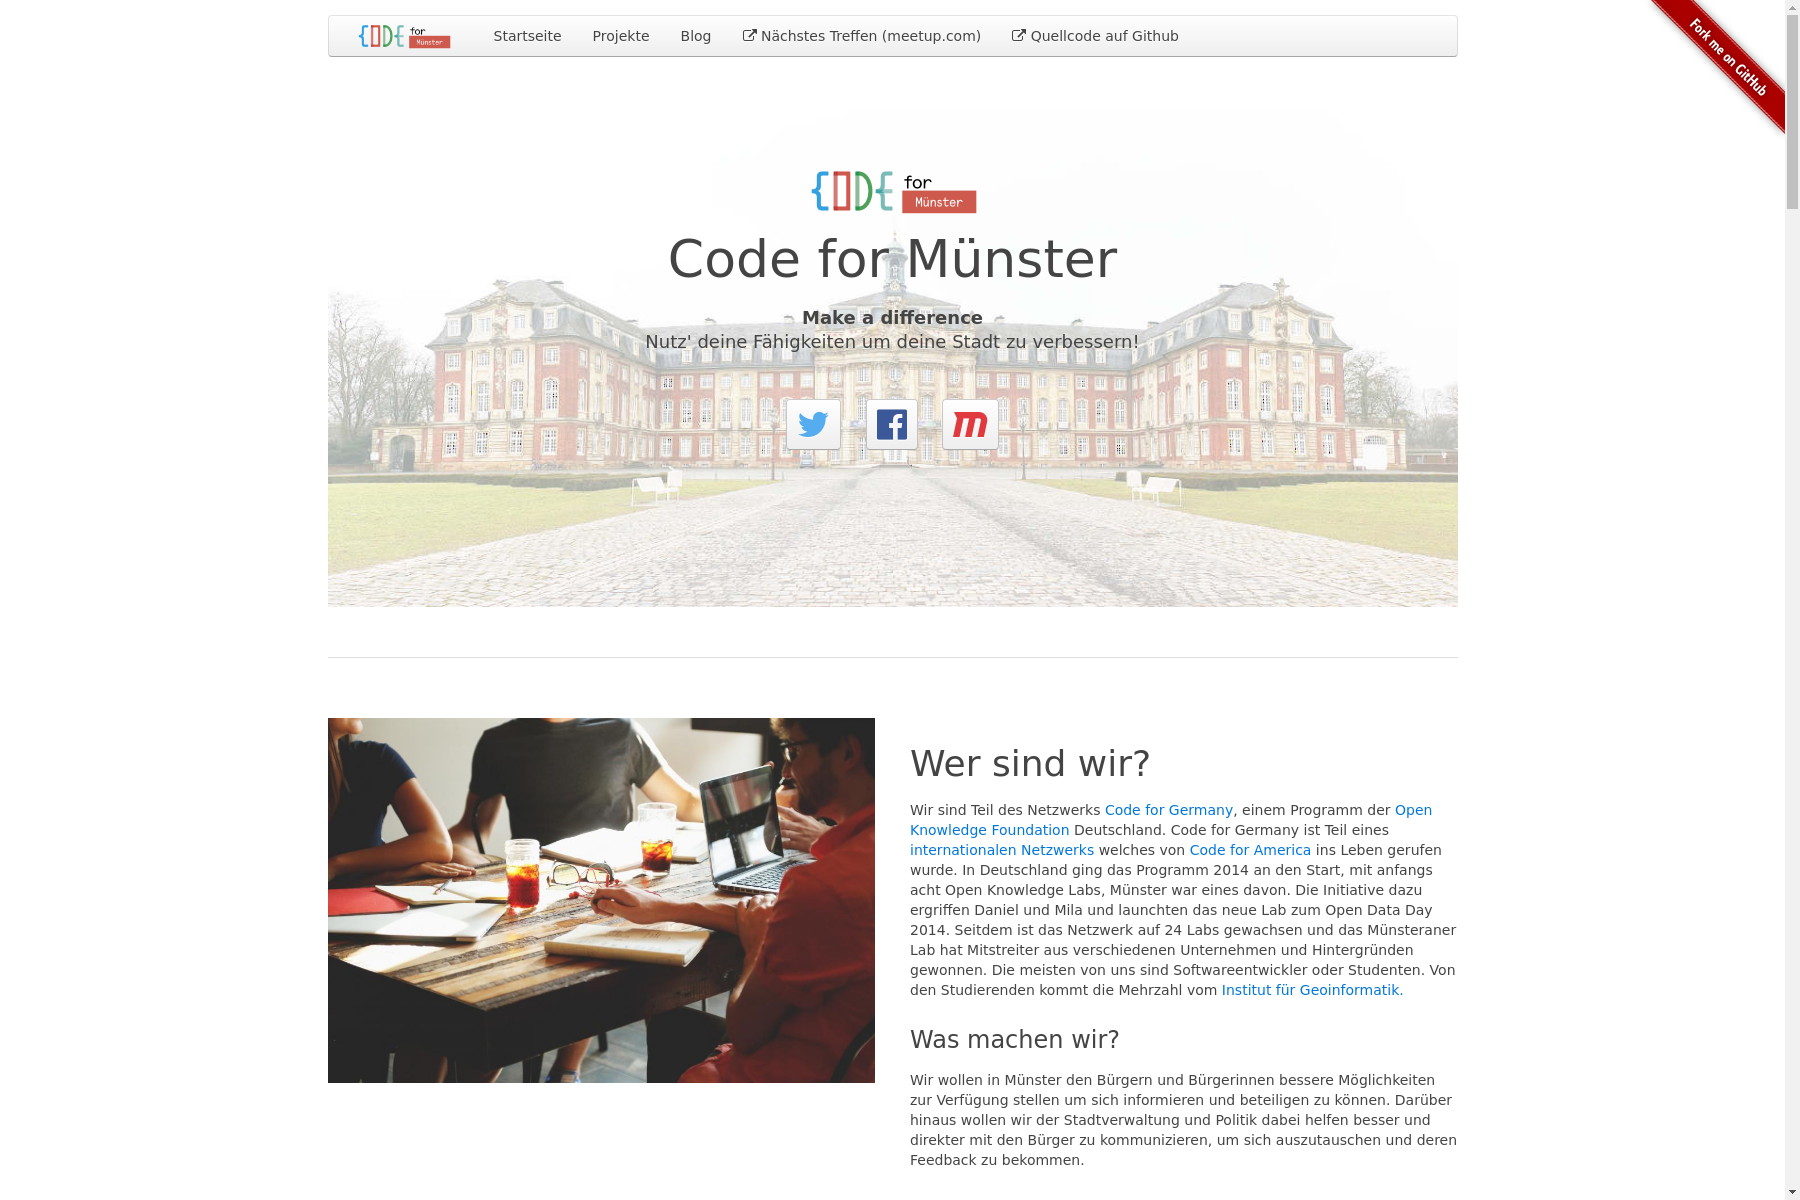 CODE for Münster
Startseite
Projekte
Blog
Nächstes Treffen (meetup.com)
Quellcode auf Github
Fork me on GitHub
CODE for
Münster
Code for Münster
Make a difference
Nutz' deine Fähigkeiten um deine Stadt zu verbessern!
Wer sind wir?
Wir sind Teil des Netzwerks Code for Germany, einem Programm der Open
Knowledge Foundation Deutschland. Code for Germany ist Teil eines
internationalen Netzwerks welches von Code for America ins Leben gerufen
wurde. In Deutschland ging das Programm 2014 an den Start, mit anfangs
acht Open Knowledge Labs, Münster war eines davon. Die Initiative dazu
ergriffen Daniel und Mila und launchten das neue Lab zum Open Data Day
2014. Seitdem ist das Netzwerk auf 24 Labs gewachsen und das Münsteraner
Lab hat Mitstreiter aus verschiedenen Unternehmen und Hintergründen
gewonnen. Die meisten von uns sind Softwareentwickler oder Studenten. Von
den Studierenden kommt die Mehrzahl vom Institut für Geoinformatik.
Was machen wir?
Wir wollen in Münster den Bürgern und Bürgerinnen bessere Möglichkeiten
zur Verfügung stellen um sich informieren und beteiligen zu können. Darüber
hinaus wollen wir der Stadtverwaltung und Politik dabei helfen besser und
direkter mit den Bürger zu kommunizieren, um sich auszutauschen und deren
Feedback zu bekommen.